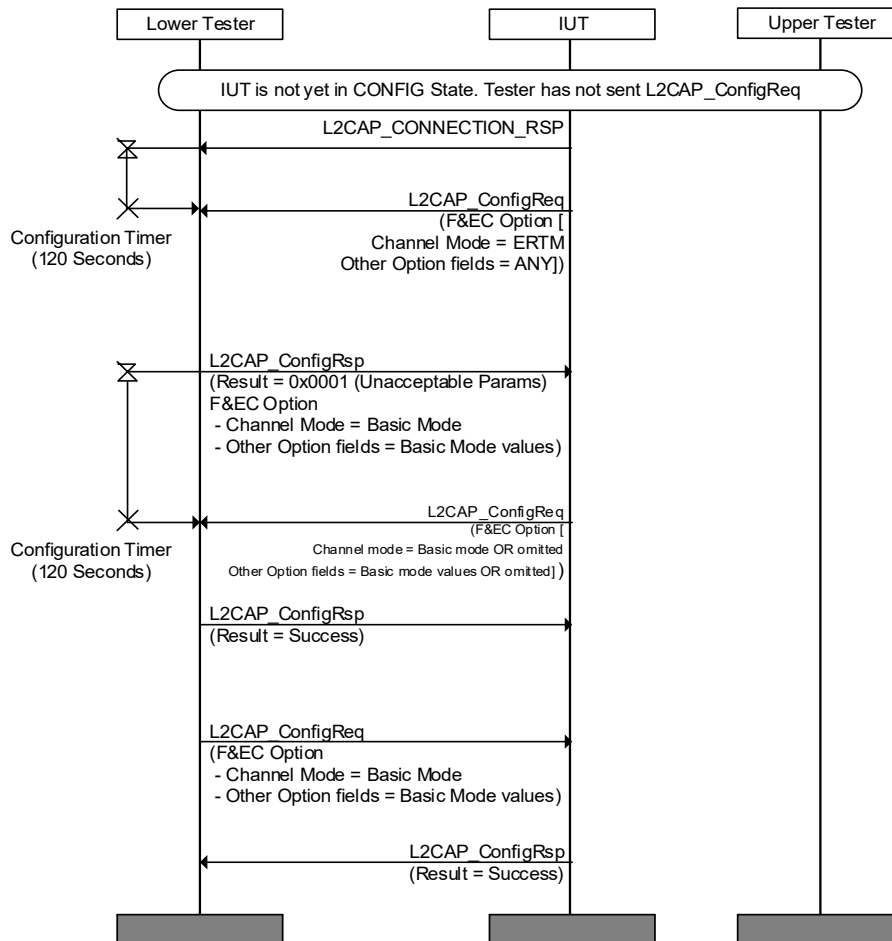 Lower Tester
IUT
Upper Tester
IUT is not yet in CONFIG State. Tester has not sent L2CAP_ConfigReq
L2CAP_CONNECTION_RSP
L2CAP_ConfigReq
(F&EC Option [
Channel Mode = ERTM
Other Option fields = ANY])
Configuration Timer
(120 Seconds)
L2CAP_ConfigRsp
(Result = 0x0001 (Unacceptable Params)
F&EC Option
- Channel Mode = Basic Mode
- Other Option fields = Basic Mode values)
L2CAP_ConfigReq
(F&EC Option [
Channel mode = Basic mode OR omitted
Other Option fields = Basic mode values OR omitted] )
Configuration Timer
(120 Seconds)
L2CAP_ConfigRsp
(Result = Success)
L2CAP_ConfigReq
(F&EC Option
- Channel Mode = Basic Mode
- Other Option fields = Basic Mode values)
L2CAP_ConfigRsp
(Result = Success)